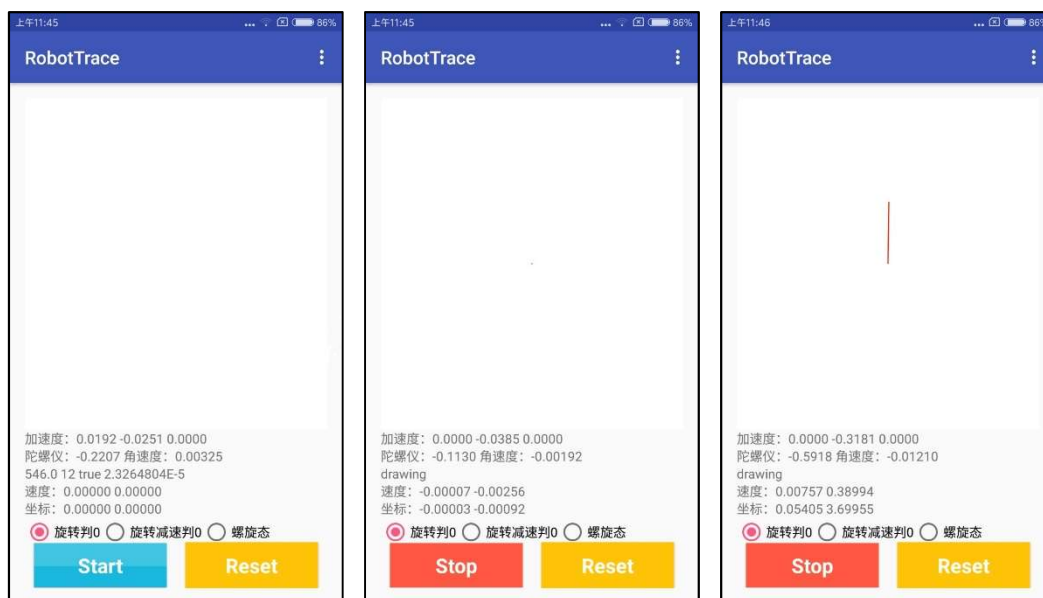 上午11:45
... 86%
RobotTrace
加速度：0.0192 -0.0251 0.0000
陀螺仪：-0.2207 角速度：0.00325
546.0 12 true 2.3264804E-5
速度：0.00000 0.00000
坐标：0.00000 0.00000
旋转判0 旋转减速判0 螺旋态
Start Reset
上午11:45
... 86%
RobotTrace
加速度：0.0000 -0.0385 0.0000
陀螺仪：-0.1130 角速度：-0.00192
drawing
速度：-0.00007 -0.00256
坐标：-0.00003 -0.00092
旋转判0 旋转减速判0 螺旋态
Stop Reset
上午11:46
... 86%
RobotTrace
加速度：0.0000 -0.3181 0.0000
陀螺仪：-0.5918 角速度：-0.01210
drawing
速度：0.00757 0.38994
坐标：0.05405 3.69955
旋转判0 旋转减速判0 螺旋态
Stop Reset